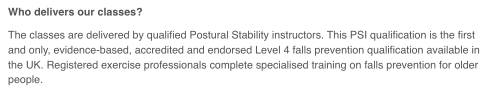 Who delivers our classes?
The classes are delivered by qualified Postural Stability instructors. This PSI qualification is the first
and only, evidence-based, accredited and endorsed Level 4 falls prevention qualification available in
the UK. Registered exercise professionals complete specialised training on falls prevention for older
people.